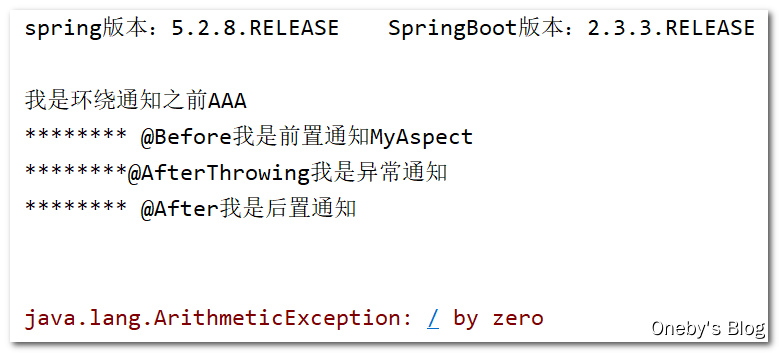 spring版本：5.2.8.RELEASE    SpringBoot版本：2.3.3.RELEASE
我是环绕通知之前AAA
******** @Before我是前置通知MyAspect
********@AfterThrowing我是异常通知
******** @After我是后置通知
java.lang.ArithmeticException: / by zero
Oneby's Blog